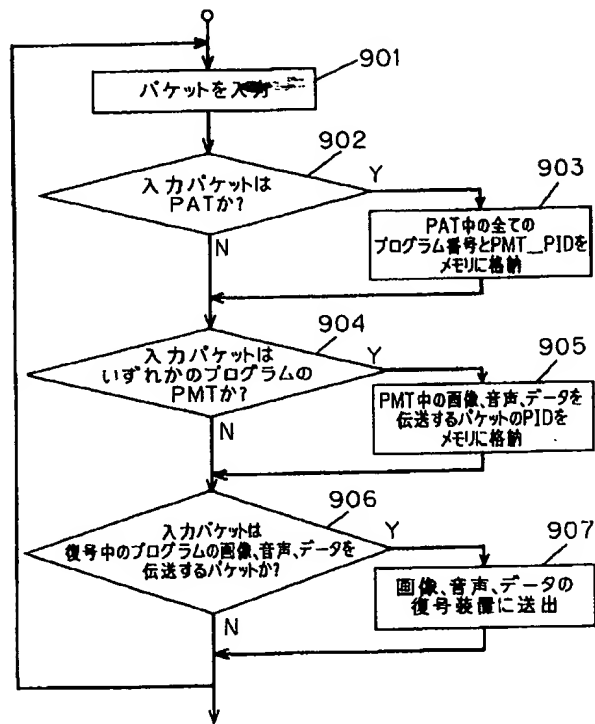 901
パケットを入力
902
入力パケットは
PATか?
Y
N
903
PAT中の全ての
プログラム番号とPMT__PIDを
メモリに格納
904
入力パケットは
いずれかのプログラムの
PMTか?
Y
N
905
PMT中の画像、音声、データを
伝送するパケットのPIDを
メモリに格納
906
入力パケットは
復号中のプログラムの画像、音声、データを
伝送するパケットか?
Y
N
907
画像、音声、データの
復号装置に送出